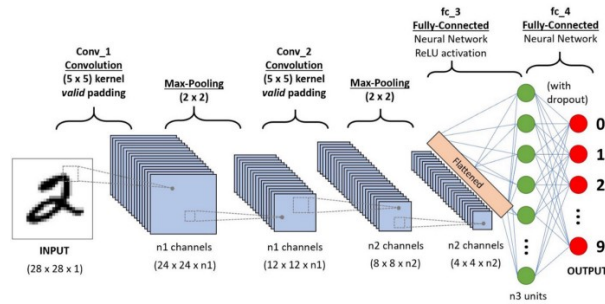 Conv_1
Convolution
(5 x 5) kernel
valid padding
Max-Pooling
(2 x 2)
Conv_2
Convolution
(5 x 5) kernel
valid padding
Max-Pooling
(2 x 2)
fc_3
Fully-Connected
Neural Network
ReLU activation
fc_4
Fully-Connected
Neural Network
(with
dropout)
Flattened
0
1
2
9
OUTPUT
2
INPUT
(28 x 28 x 1)
n1 channels
(24 x 24 x n1)
n1 channels
(12 x 12 x n1)
n2 channels
(8 x 8 x n2)
n2 channels
(4 x 4 x n2)
n3 units